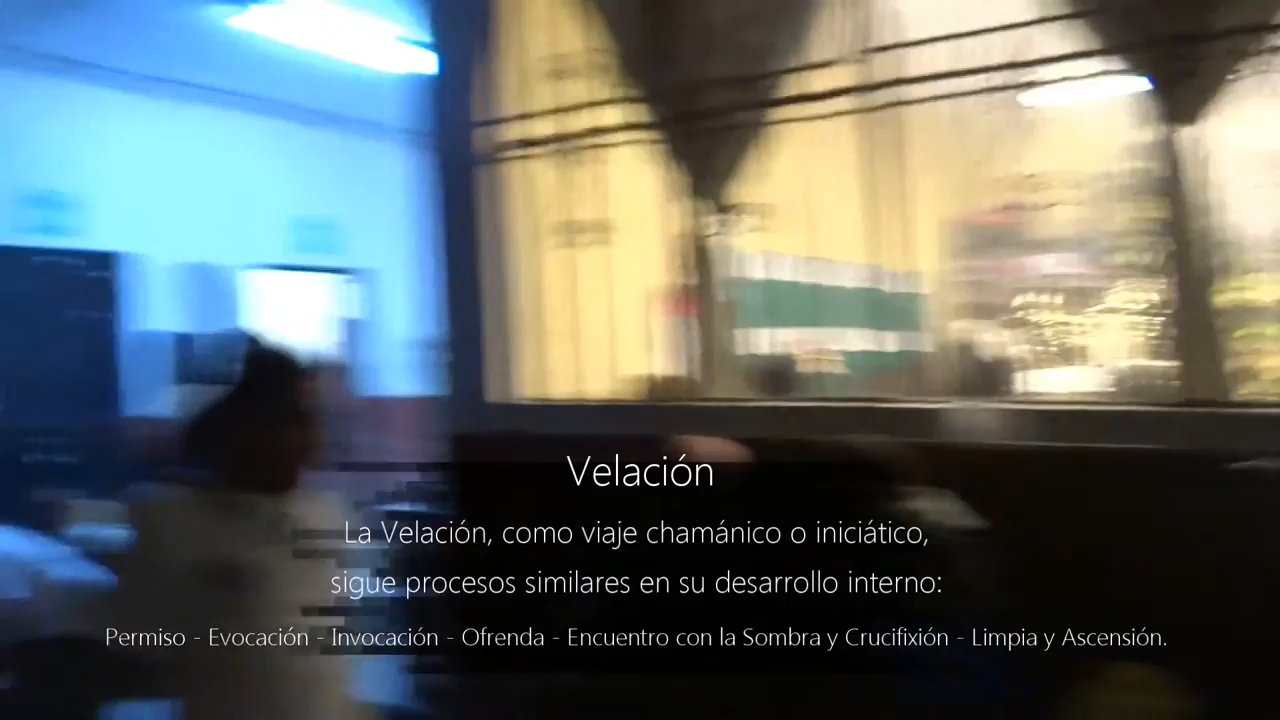 Velación
La Velación, como viaje chamánico o iniciático,
sigue procesos similares en su desarrollo interno:
Permiso - Evocación - Invocación - Ofrenda - Encuentro con la Sombra y Crucifixión - Limpia y Ascensión.